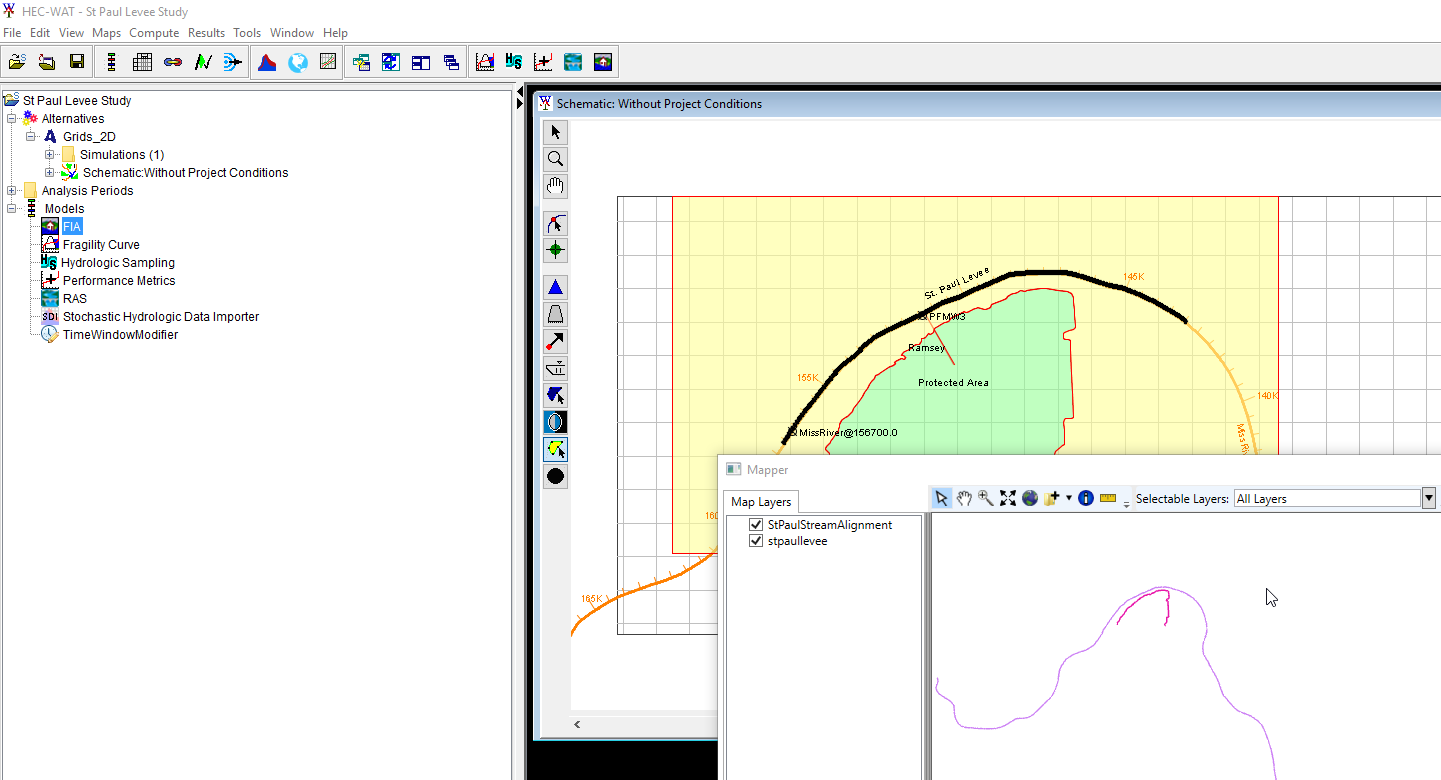 HEC-WAT - St Paul Levee Study
File Edit View Maps Compute Results Tools Window Help
St Paul Levee Study
Alternatives
Grids_2D
Simulations (1)
Schematic:Without Project Conditions
Analysis Periods
Models
FIA
Fragility Curve
Hydrologic Sampling
Performance Metrics
RAS
SDI Stochastic Hydrologic Data Importer
TimeWindowModifier
Schematic: Without Project Conditions
St. Paul Levee
145K
PFMW3
Ramsey
155K
Protected Area
140K
MissRiver@156700.0
Miss Ri
160
165K
Mapper
Map Layers
Selectable Layers: All Layers
StPaulStreamAlignment
stpaullevee